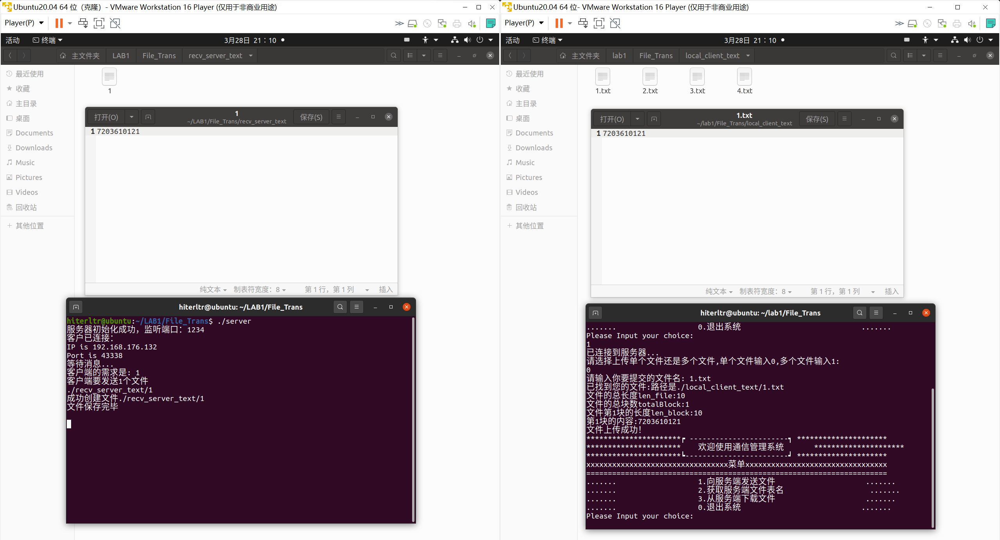 Ubuntu20.04 64 位（克隆）- VMware Workstation 16 Player (仅用于非商业用途)
Player(P)
活动 终端 3月28日 21：10
主文件夹 LAB1 File_Trans recv_server_text
最近使用
收藏
主目录
桌面
Documents
Downloads
Music
Pictures
Videos
回收站
其他位置
1
打开(O) 1 保存(S)
~/LAB1/File_Trans/recv_server_text
1 7203610121
纯文本 制表符宽度：8 第 1 行，第 1 列 插入
hiterltr@ubuntu: ~/LAB1/File_Trans
hiterltr@ubuntu:~/LAB1/File_Trans$ ./server
服务器初始化成功，监听端口：1234
客户已连接：
IP is 192.168.176.132
Port is 43338
等待消息...
客户端的需求是: 1
客户端要发送1个文件
./recv_server_text/1
成功创建文件./recv_server_text/1
文件保存完毕
Ubuntu20.04 64 位- VMware Workstation 16 Player (仅用于非商业用途)
Player(P)
活动 终端 3月28日 21：10
主文件夹 lab1 File_Trans local_client_text
最近使用
收藏
主目录
桌面
Documents
Downloads
Music
Pictures
Videos
回收站
其他位置
1.txt 2.txt 3.txt 4.txt
打开(O) 1.txt 保存(S)
~/lab1/File_Trans/local_client_text
1 7203610121
纯文本 制表符宽度：8 第 1 行，第 1 列 插入
hiterltr@ubuntu: ~/lab1/File_Trans
....... 0.退出系统 .......
Please Input your choice:
1
已连接到服务器...
请选择上传单个文件还是多个文件,单个文件输入0,多个文件输入1:
0
请输入你要提交的文件名: 1.txt
已找到您的文件:路径是./local_client_text/1.txt
文件的总长度len_file:10
文件的总块数totalBlock:1
文件第1块的长度len_block:10
第1块的内容:7203610121
文件上传成功!
**********************┏ -----------------------┓ *********************
********************** 欢迎使用通信管理系统 *********************
**********************┗------------------------┛ *********************
xxxxxxxxxxxxxxxxxxxxxxxxxxxxxxxxx菜单xxxxxxxxxxxxxxxxxxxxxxxxxxxxxxxxx
======================================================================
....... 1.向服务端发送文件 .......
....... 2.获取服务端文件表名 .......
....... 3.从服务端下载文件 .......
....... 0.退出系统 .......
Please Input your choice: